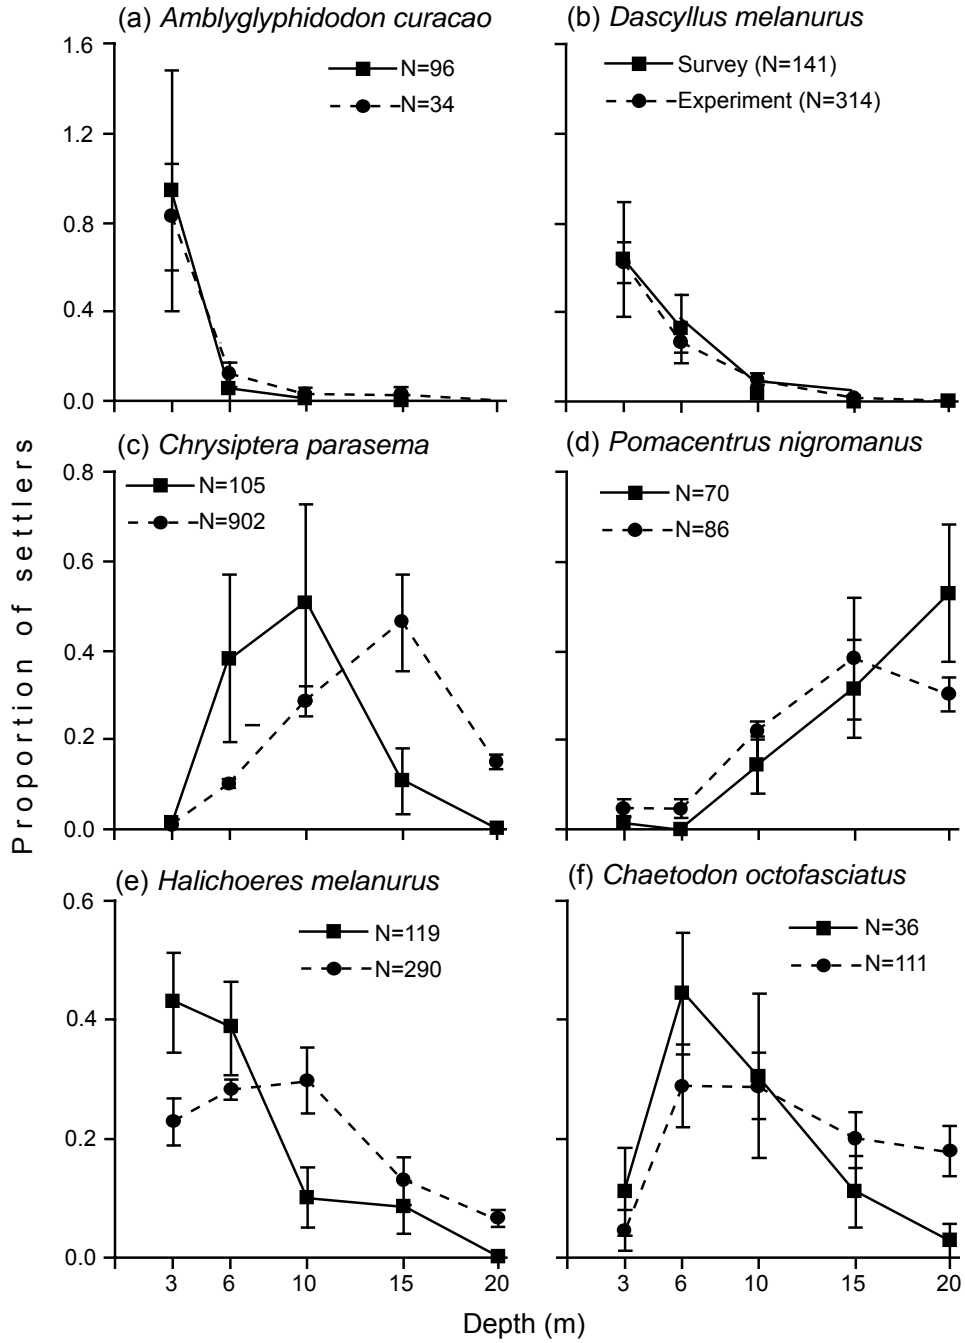 (a) Amblyglyphidodon curacao
(b) Dascyllus melanurus
1.6
1.2
0.8
0.4
0.0
N=96
N=34
Survey (N=141)
Experiment (N=314)
Proportion of settlers
(c) Chrysiptera parasema
(d) Pomacentrus nigromanus
0.8
0.6
0.4
0.2
0.0
N=105
N=902
N=70
N=86
(e) Halichoeres melanurus
(f) Chaetodon octofasciatus
0.6
0.4
0.2
0.0
N=119
N=290
N=36
N=111
3 6 10 15 20
3 6 10 15 20
Depth (m)